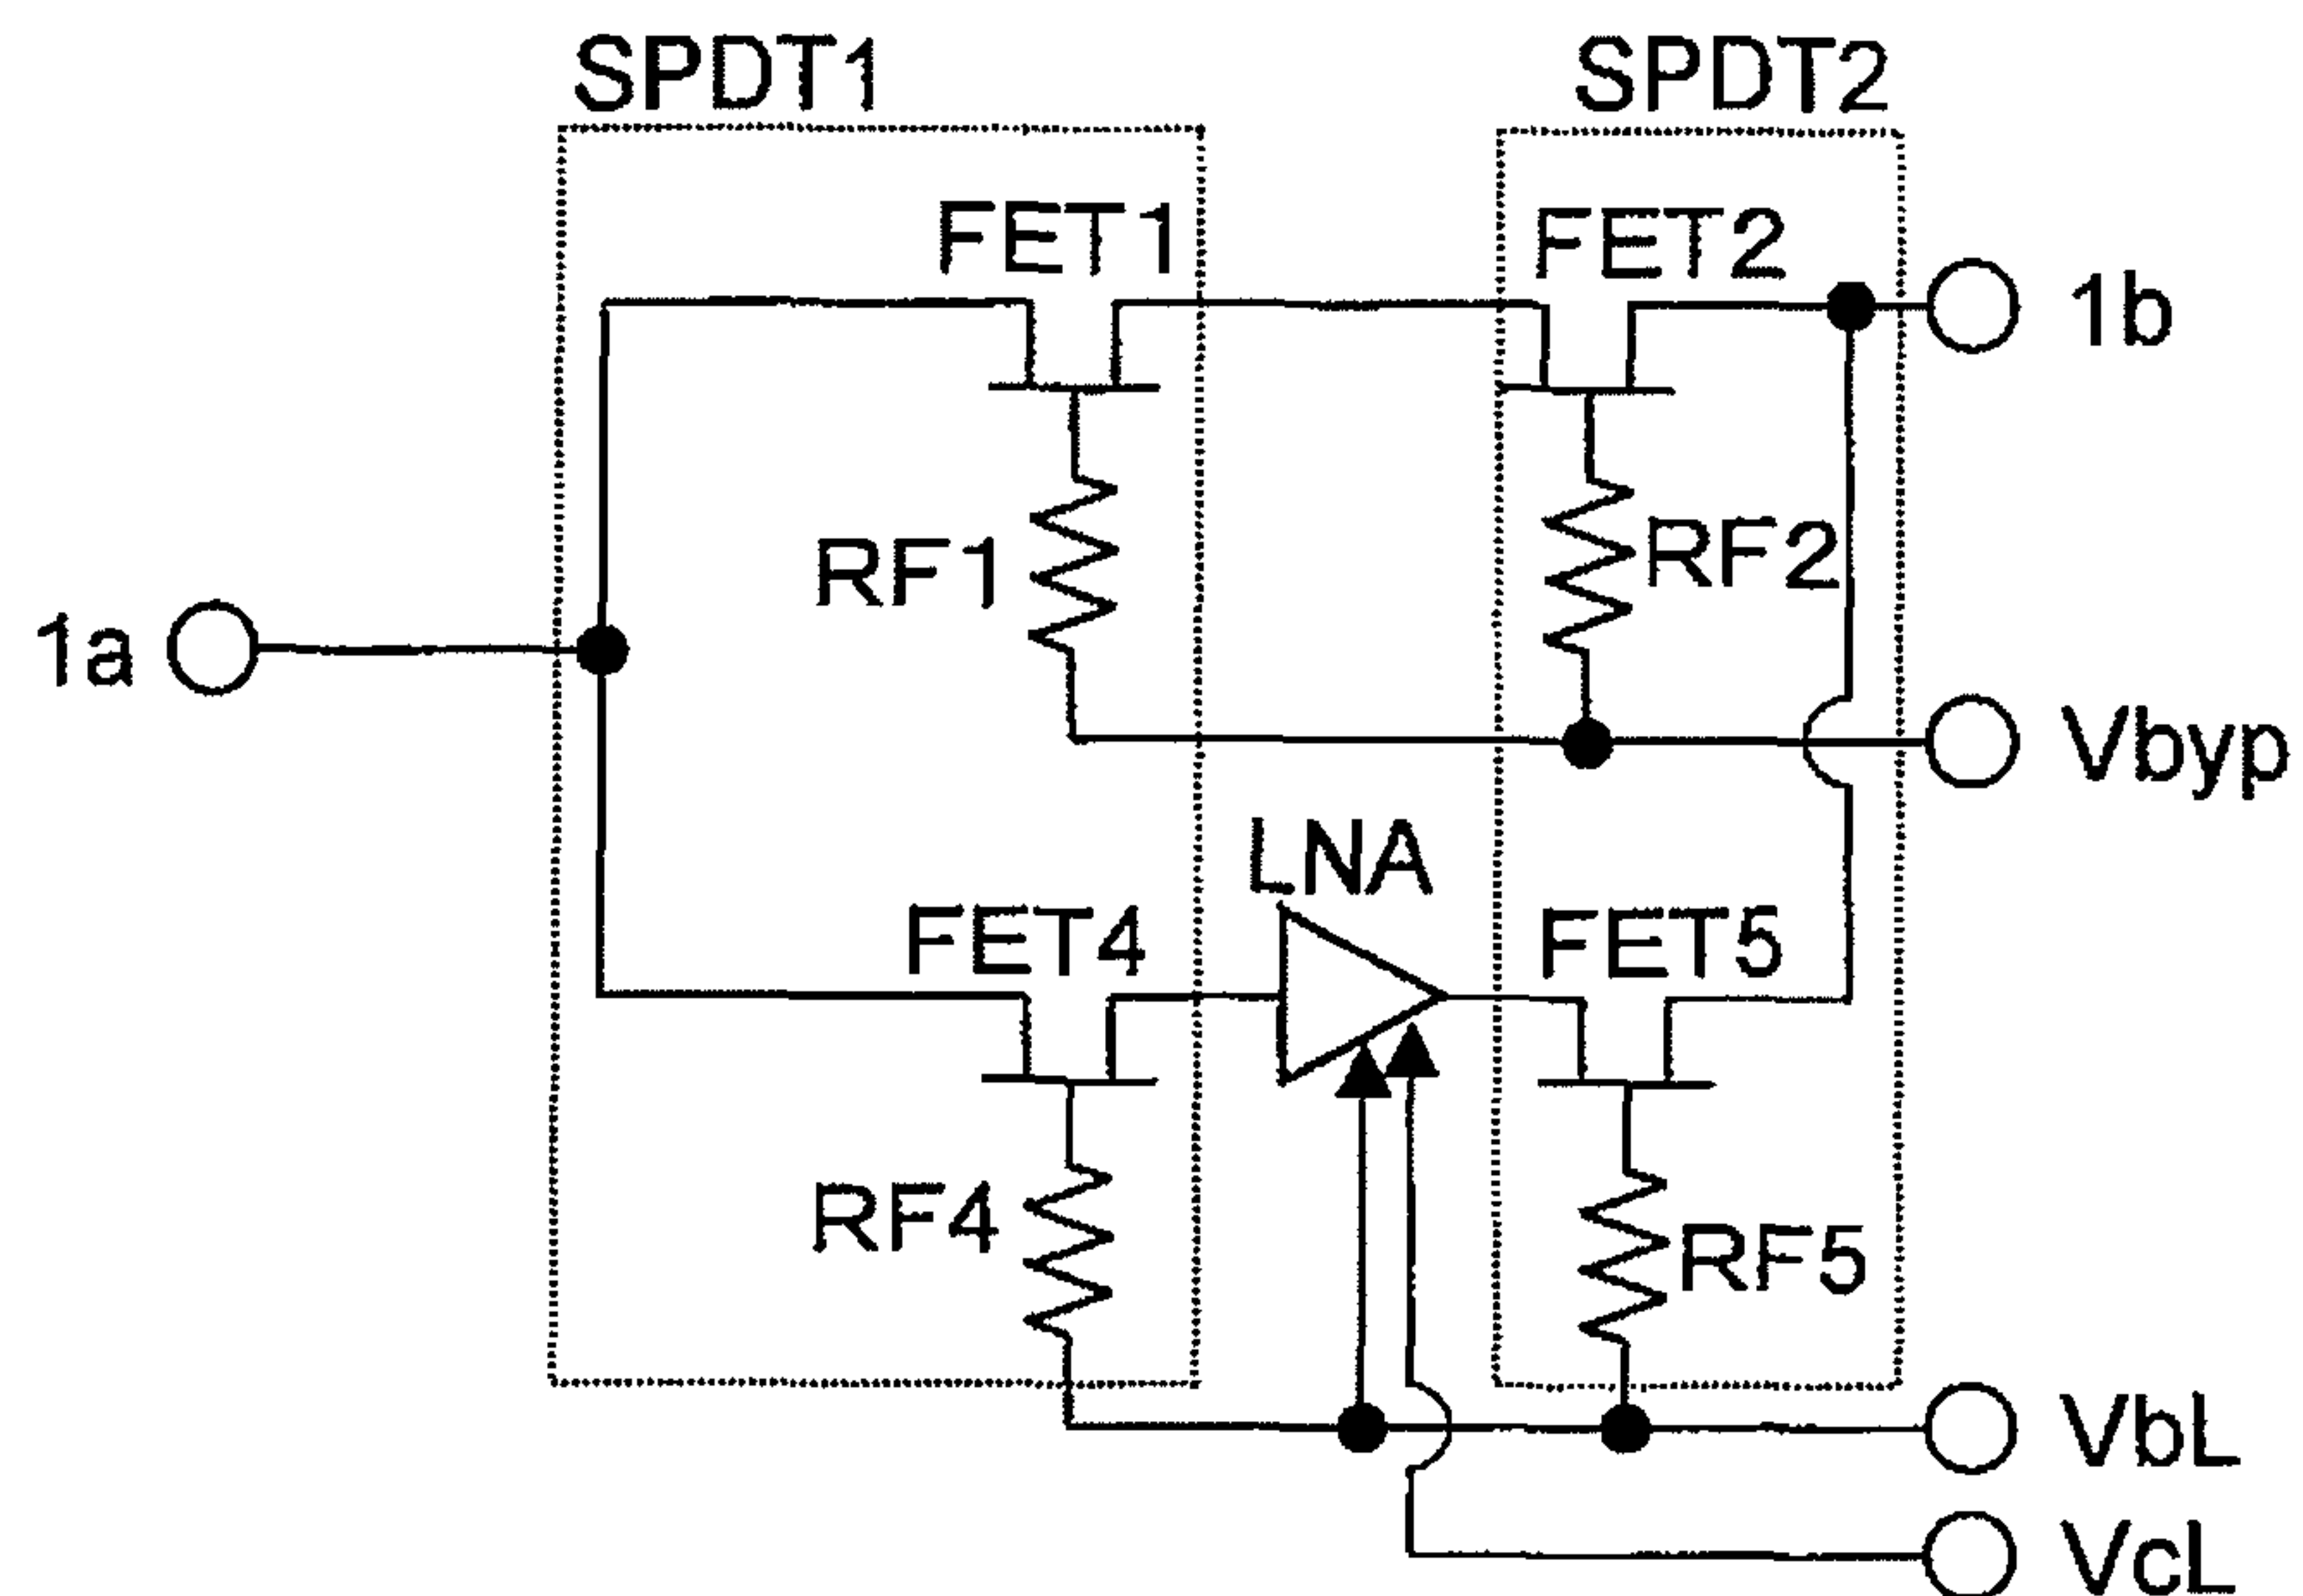 SPDT1
SPDT2
FET1
FET2
1b
RF1
RF2
1a
Vbyp
LNA
FET4
FET5
RF4
RF5
VbL
VcL